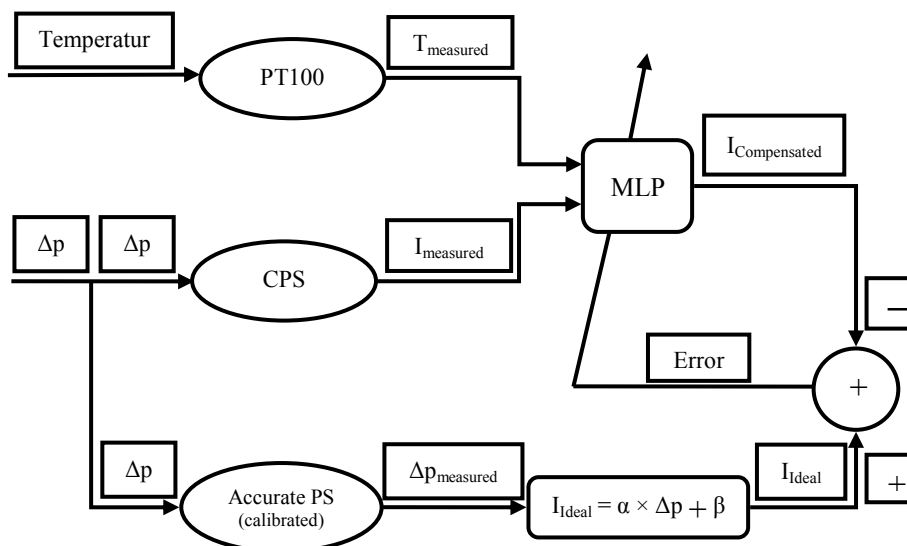 Temperatur
PT100
T_measured
MLP
I_Compensated
Δp
Δp
CPS
I_measured
−
Error
+
Δp
Accurate PS
(calibrated)
Δp_measured
I_Ideal = α × Δp + β
I_Ideal
+